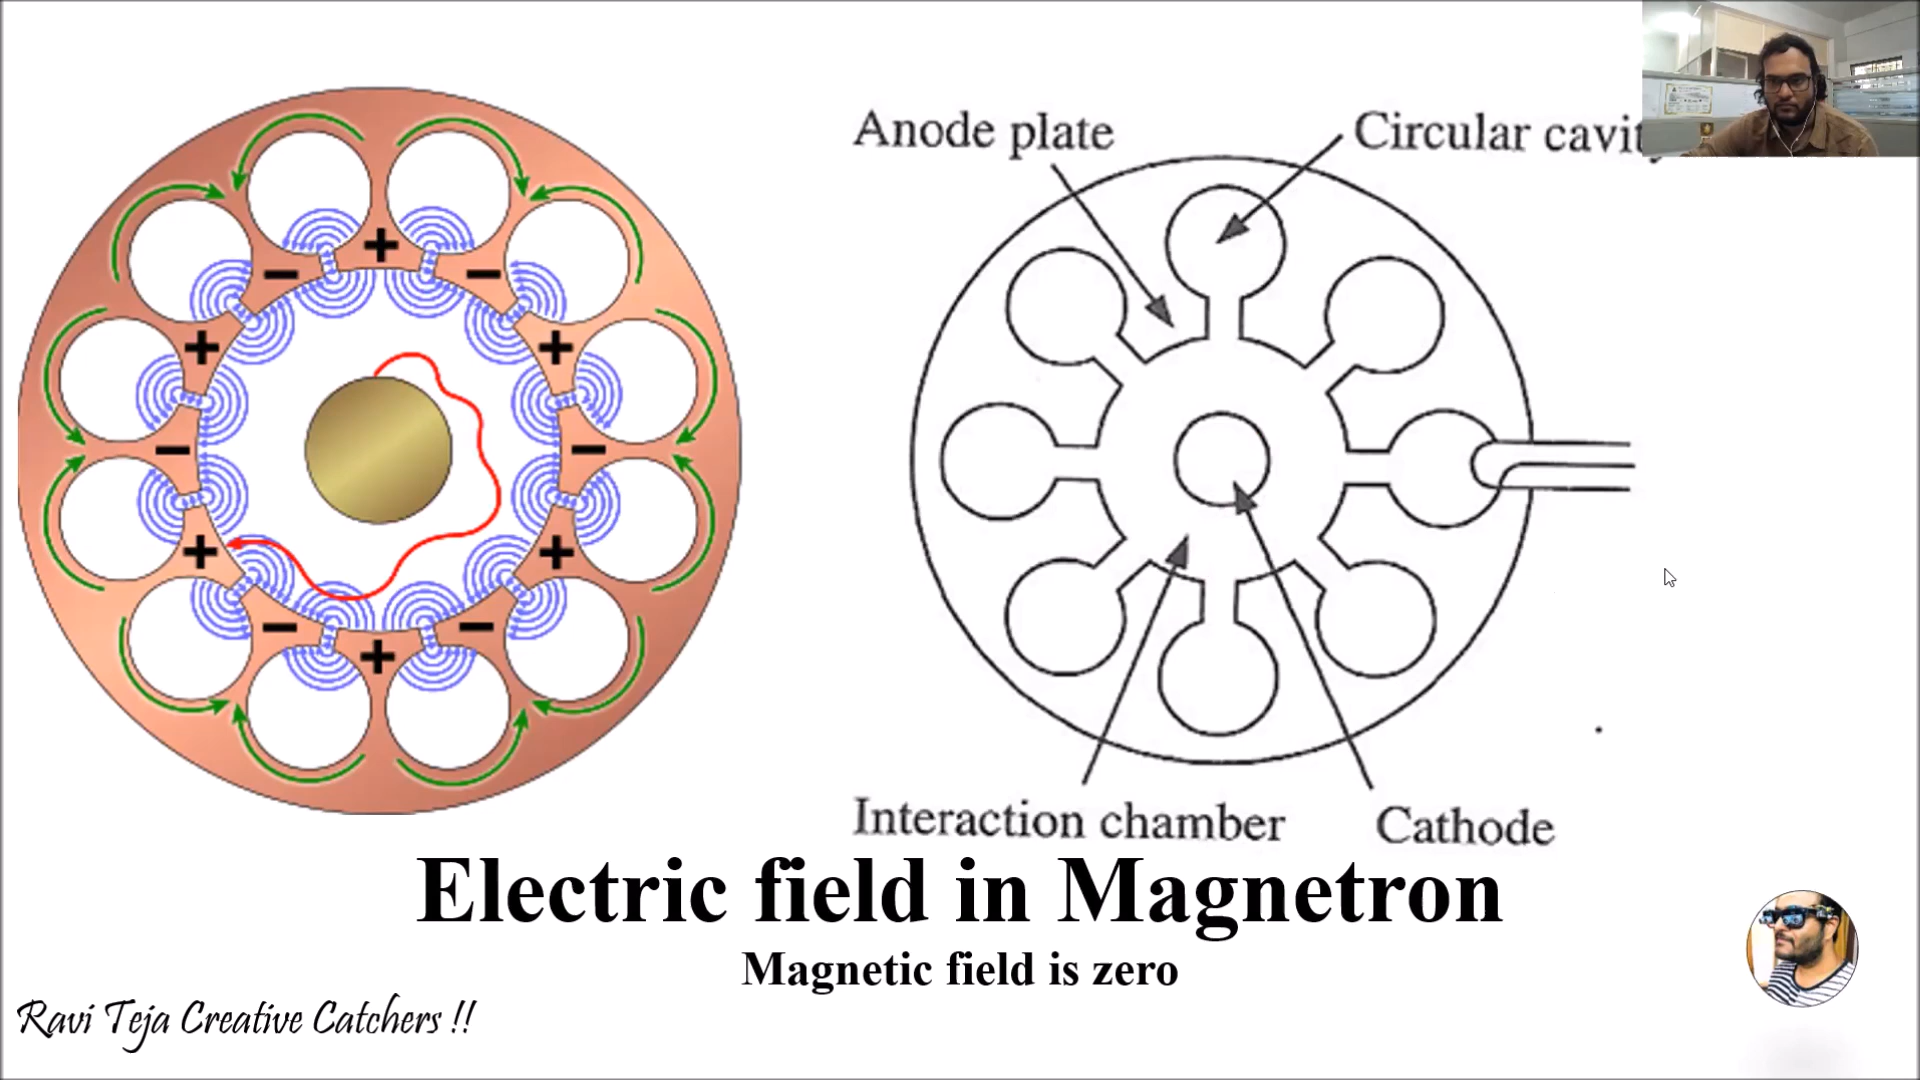 Anode plate
Circular cavit
Interaction chamber
Cathode
Electric field in Magnetron
Magnetic field is zero
Ravi Teja Creative Catchers !!